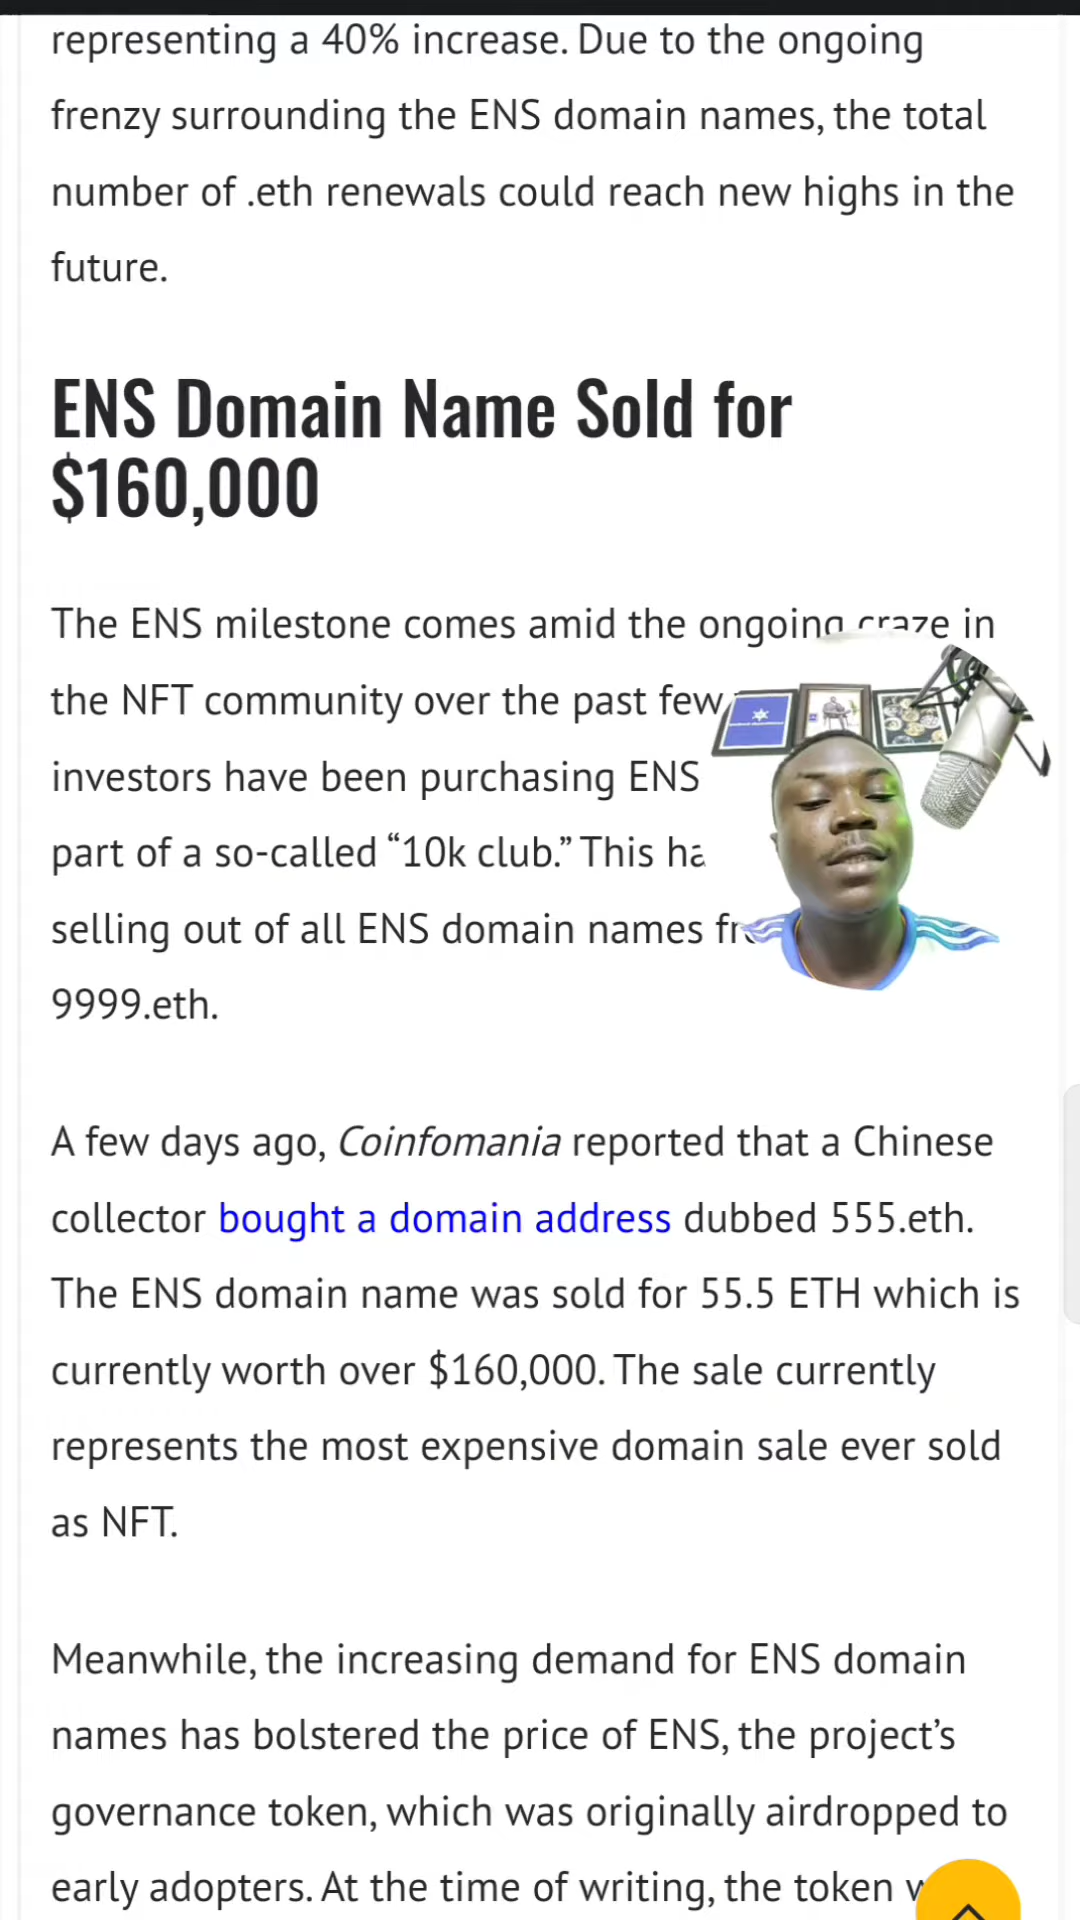 representing a 40% increase. Due to the ongoing
frenzy surrounding the ENS domain names, the total
number of .eth renewals could reach new highs in the
future.
ENS Domain Name Sold for
$160,000
The ENS milestone comes amid the ongoing craze in
the NFT community over the past few
investors have been purchasing ENS
part of a so-called “10k club.” This
selling out of all ENS domain names
9999.eth.
A few days ago, Coinfomania reported that a Chinese
collector bought a domain address dubbed 555.eth.
The ENS domain name was sold for 55.5 ETH which is
currently worth over $160,000. The sale currently
represents the most expensive domain sale ever sold
as NFT.
Meanwhile, the increasing demand for ENS domain
names has bolstered the price of ENS, the project’s
governance token, which was originally airdropped to
early adopters. At the time of writing, the token